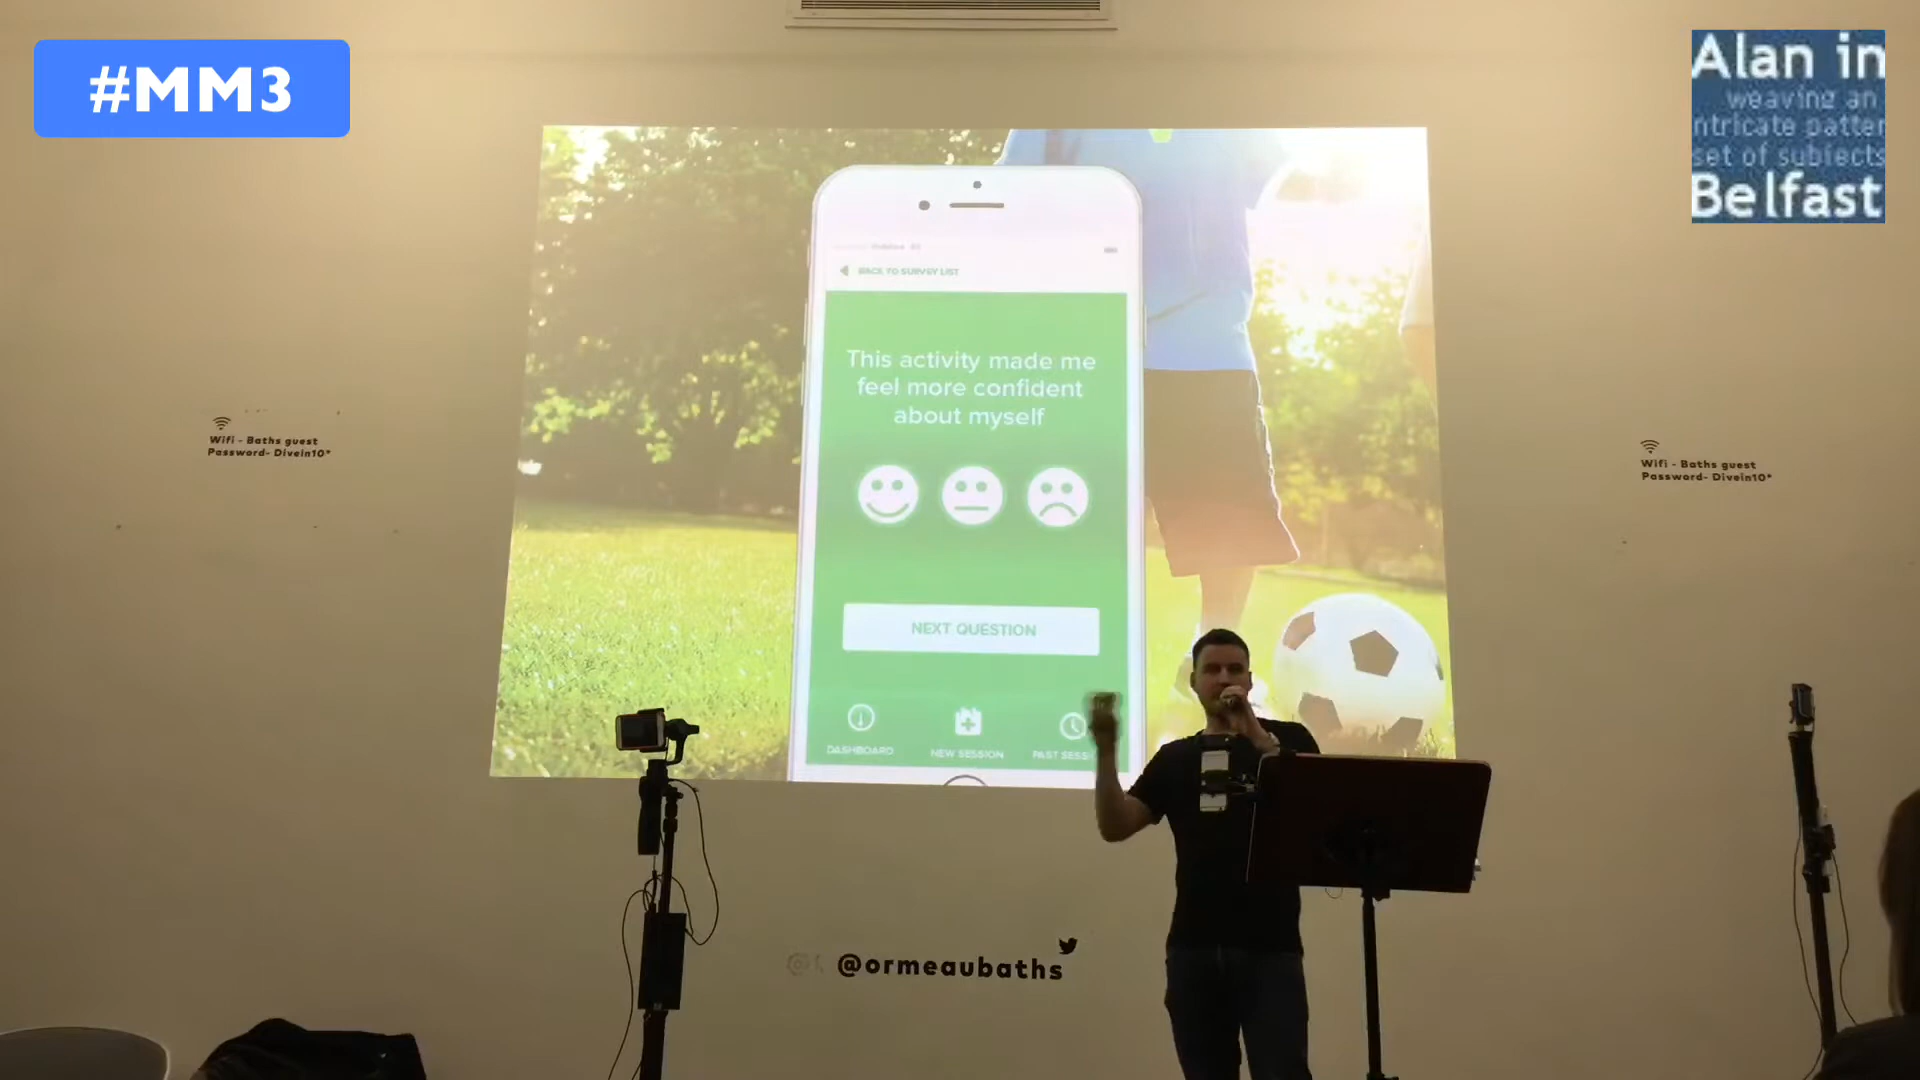 #MM3
Alan in
weaving an
ntricate patter
set of subjects
Belfast
BACK TO SURVEY LIST
This activity made me
feel more confident
about myself
NEXT QUESTION
DASHBOARD
NEW SESSION
PAST SESSI
Wifi - Baths guest
Password- DiveIn10*
Wifi - Baths guest
Password- DiveIn10*
@ormeaubaths